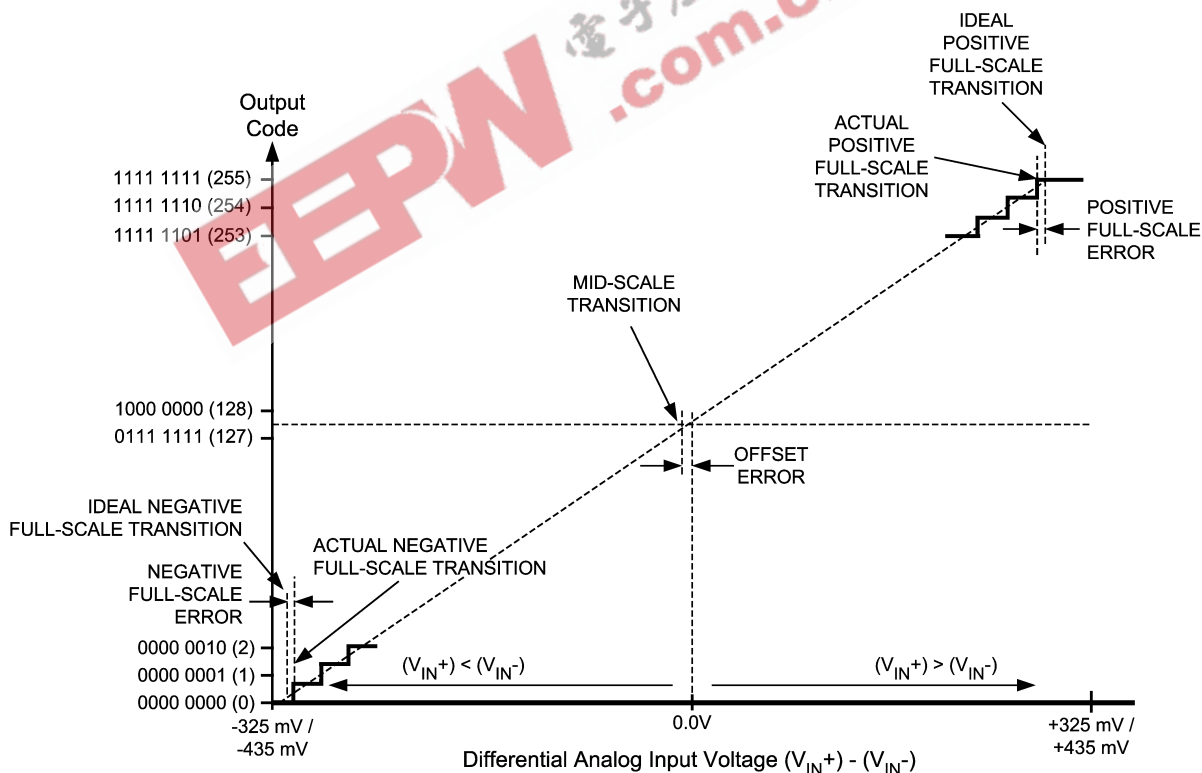 電子
EEPW
.com.c
IDEAL
POSITIVE
FULL-SCALE
TRANSITION
Output
Code
ACTUAL
POSITIVE
FULL-SCALE
TRANSITION
1111 1111 (255)
1111 1110 (254)
1111 1101 (253)
POSITIVE
FULL-SCALE
ERROR
MID-SCALE
TRANSITION
1000 0000 (128)
0111 1111 (127)
OFFSET
ERROR
IDEAL NEGATIVE
FULL-SCALE TRANSITION
ACTUAL NEGATIVE
FULL-SCALE TRANSITION
NEGATIVE
FULL-SCALE
ERROR
0000 0010 (2)
0000 0001 (1)
0000 0000 (0)
(VIN+) < (VIN-)
(VIN+) > (VIN-)
-325 mV /
-435 mV
0.0V
+325 mV /
+435 mV
Differential Analog Input Voltage (VIN+) - (VIN-)